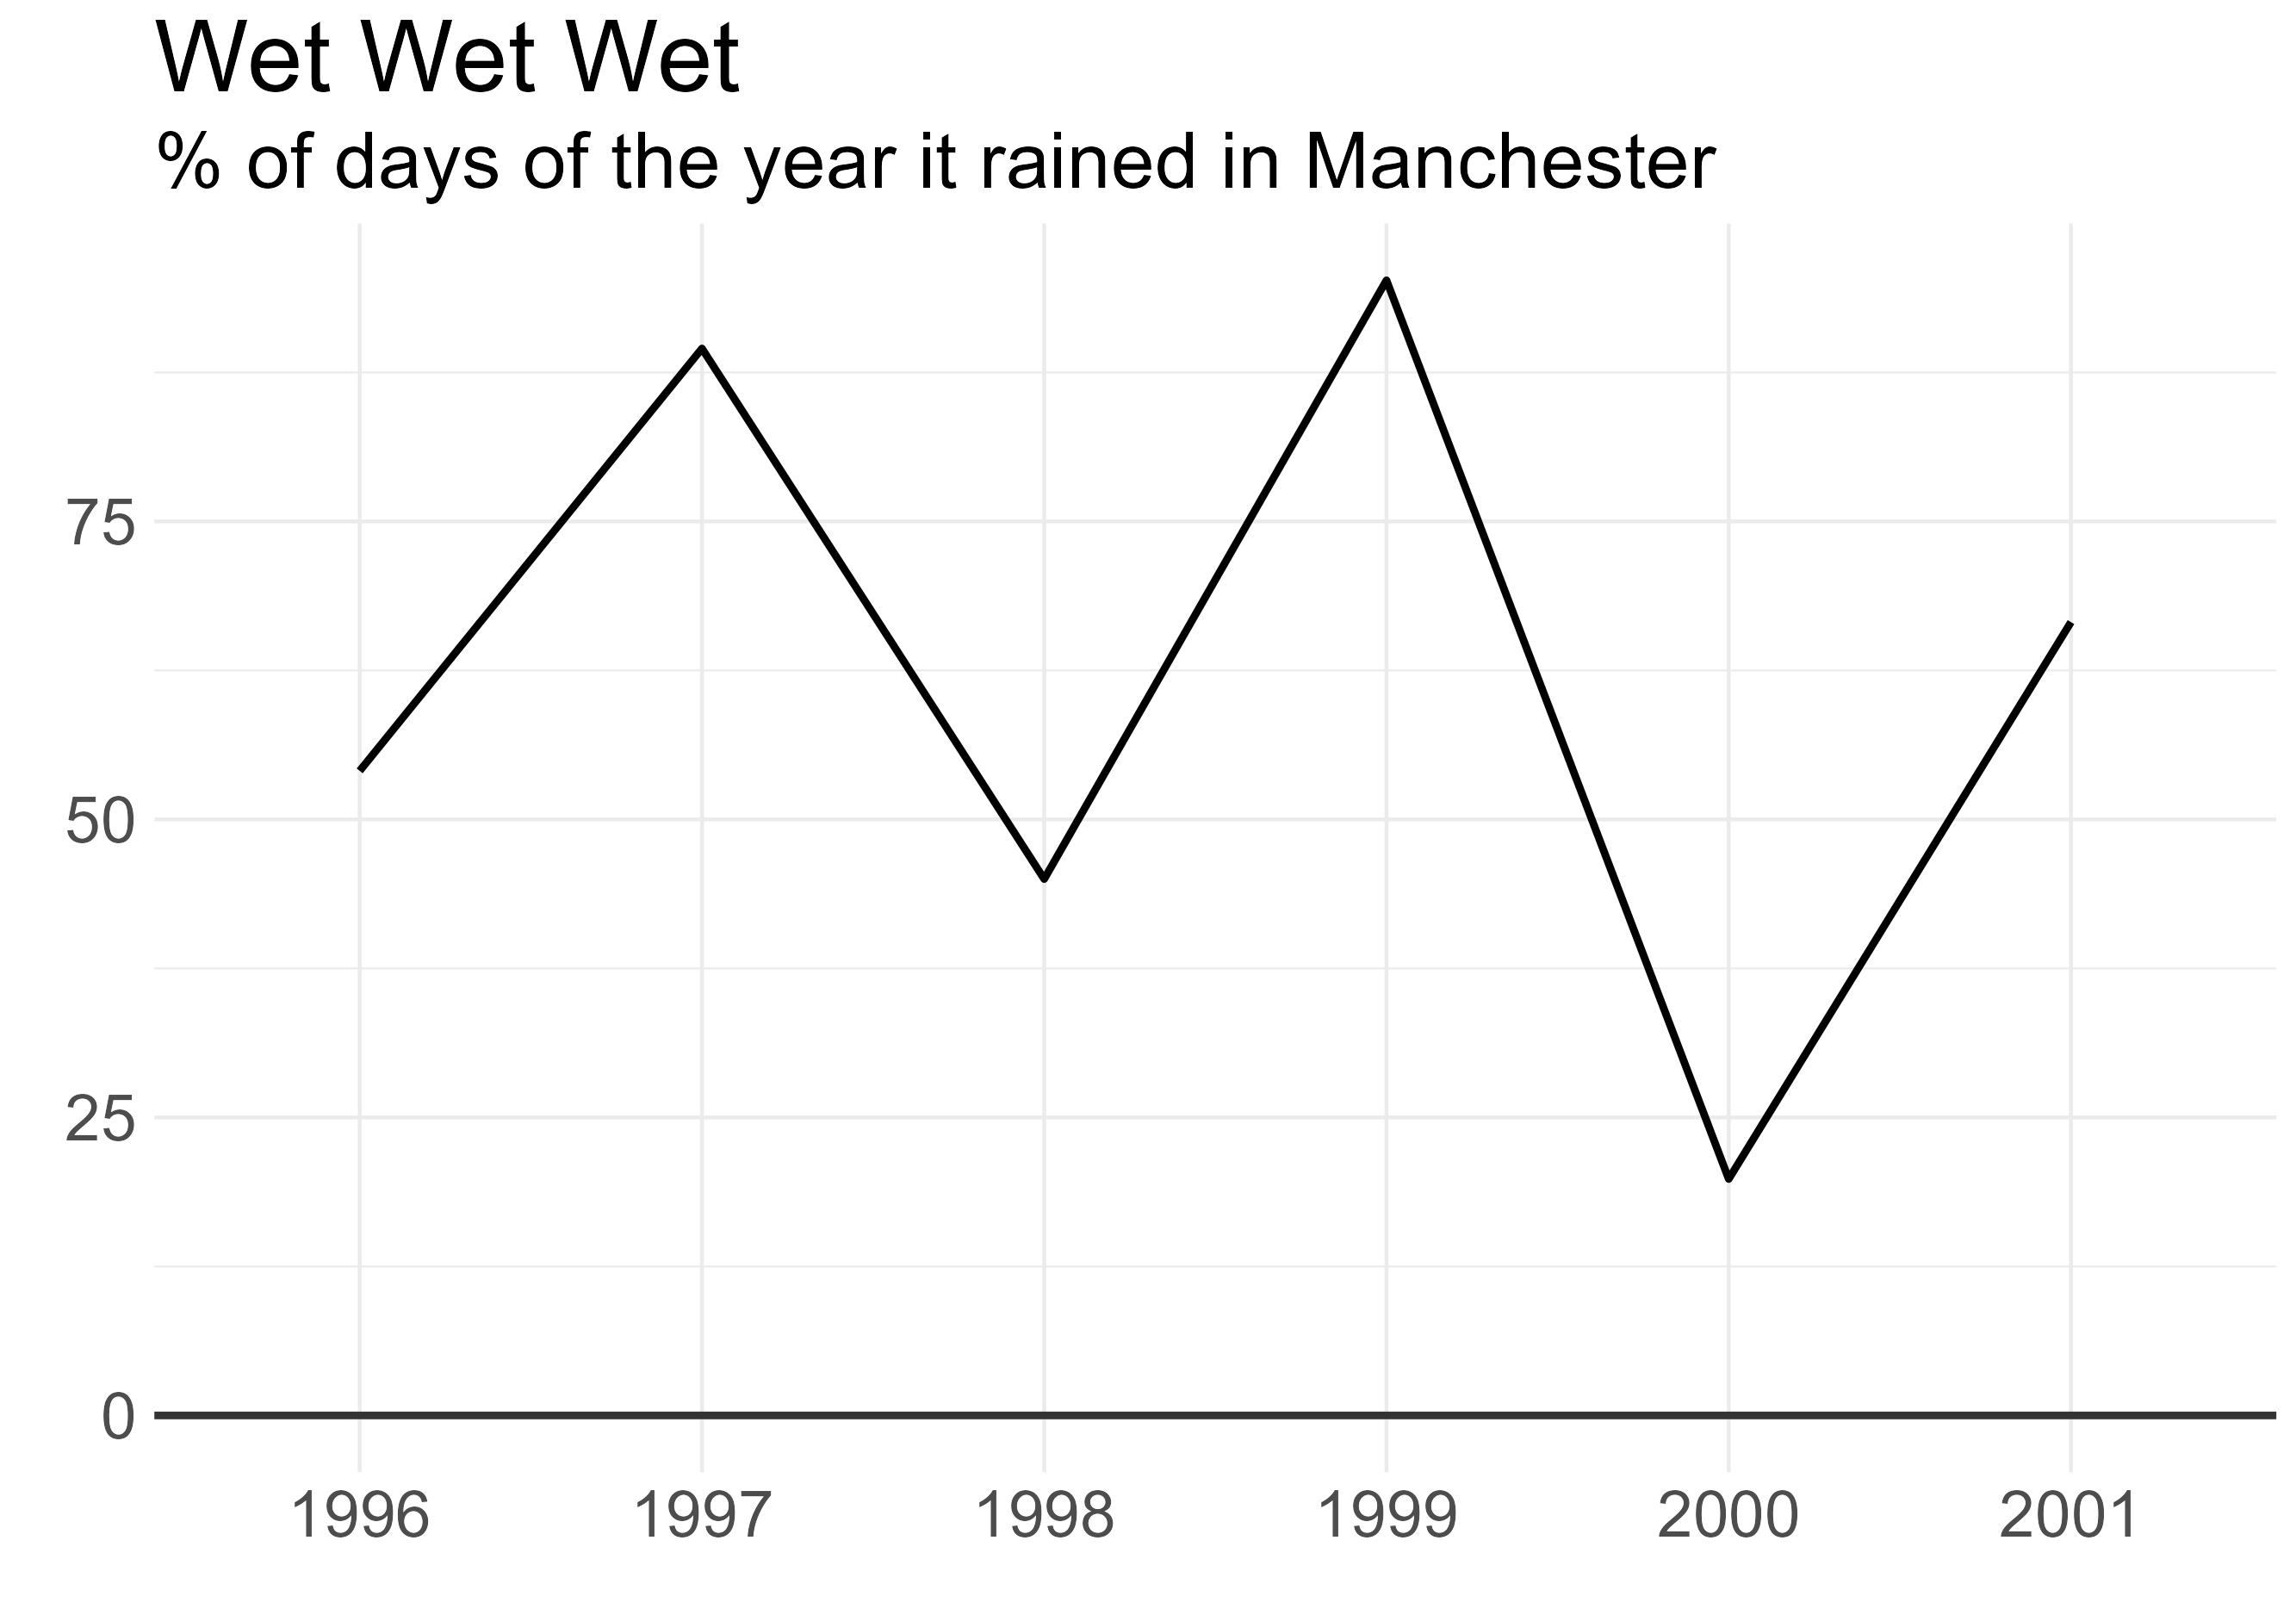 Wet Wet Wet
% of days of the year it rained in Manchester
75
50
25
0
1996 1997 1998 1999 2000 2001